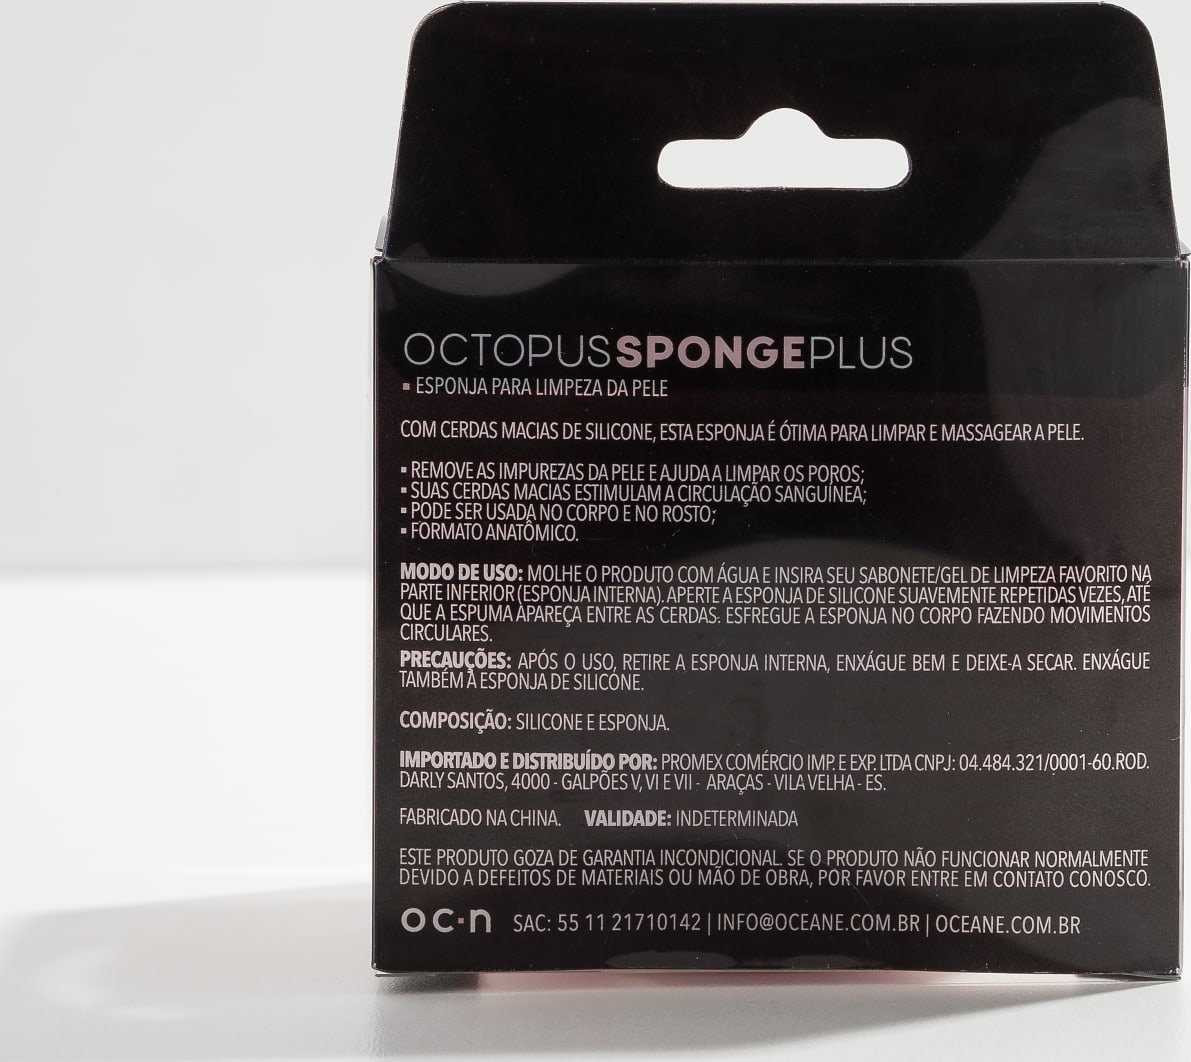 OCTOPUSSPONGEPLUS
▪ ESPONJA PARA LIMPEZA DA PELE
COM CERDAS MACIAS DE SILICONE, ESTA ESPONJA É ÓTIMA PARA LIMPAR E MASSAGEAR A PELE.
▪ REMOVE AS IMPUREZAS DA PELE E AJUDA A LIMPAR OS POROS;
▪ SUAS CERDAS MACIAS ESTIMULAM A CIRCULAÇÃO SANGUÍNEA;
▪ PODE SER USADA NO CORPO E NO ROSTO;
▪ FORMATO ANATÔMICO.
MODO DE USO: MOLHE O PRODUTO COM ÁGUA E INSIRA SEU SABONETE/GEL DE LIMPEZA FAVORITO NA
PARTE INFERIOR (ESPONJA INTERNA). APERTE A ESPONJA DE SILICONE SUAVEMENTE REPETIDAS VEZES, ATÉ
QUE A ESPUMA APAREÇA ENTRE AS CERDAS. ESFREGUE A ESPONJA NO CORPO FAZENDO MOVIMENTOS
CIRCULARES.
PRECAUÇÕES: APÓS O USO, RETIRE A ESPONJA INTERNA, ENXÁGUE BEM E DEIXE-A SECAR. ENXÁGUE
TAMBÉM A ESPONJA DE SILICONE.
COMPOSIÇÃO: SILICONE E ESPONJA.
IMPORTADO E DISTRIBUÍDO POR: PROMEX COMÉRCIO IMP. E EXP. LTDA CNPJ: 04.484.321/0001-60. ROD.
DARLY SANTOS, 4000 - GALPÕES V, VI E VII - ARAÇAS - VILA VELHA - ES.
FABRICADO NA CHINA. VALIDADE: INDETERMINADA
ESTE PRODUTO GOZA DE GARANTIA INCONDICIONAL. SE O PRODUTO NÃO FUNCIONAR NORMALMENTE
DEVIDO A DEFEITOS DE MATERIAIS OU MÃO DE OBRA, POR FAVOR ENTRE EM CONTATO CONOSCO.
oc·n SAC: 55 11 21710142 | INFO@OCEANE.COM.BR | OCEANE.COM.BR